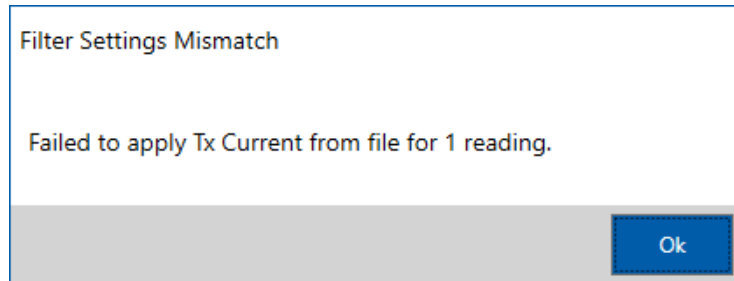 Filter Settings Mismatch
Failed to apply Tx Current from file for 1 reading.
Ok